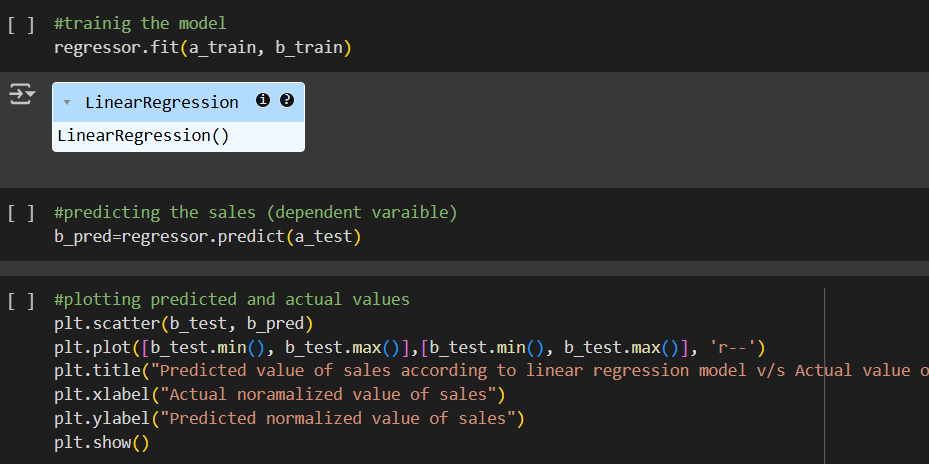 [ ] #trainig the model
regressor.fit(a_train, b_train)
LinearRegression i ?
LinearRegression()
[ ] #predicting the sales (dependent varaible)
b_pred=regressor.predict(a_test)
[ ] #plotting predicted and actual values
plt.scatter(b_test, b_pred)
plt.plot([b_test.min(), b_test.max()],[b_test.min(), b_test.max()], 'r--')
plt.title("Predicted value of sales according to linear regression model v/s Actual value o
plt.xlabel("Actual noramalized value of sales")
plt.ylabel("Predicted normalized value of sales")
plt.show()